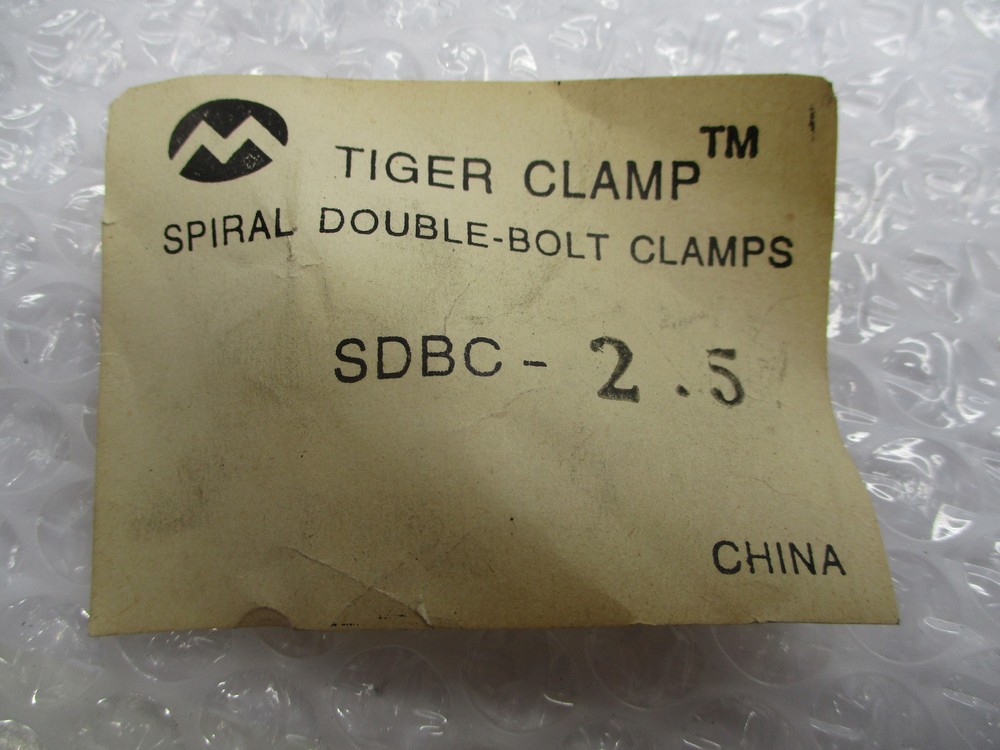 TIGER CLAMP™
SPIRAL DOUBLE-BOLT CLAMPS
SDBC - 2.5
CHINA